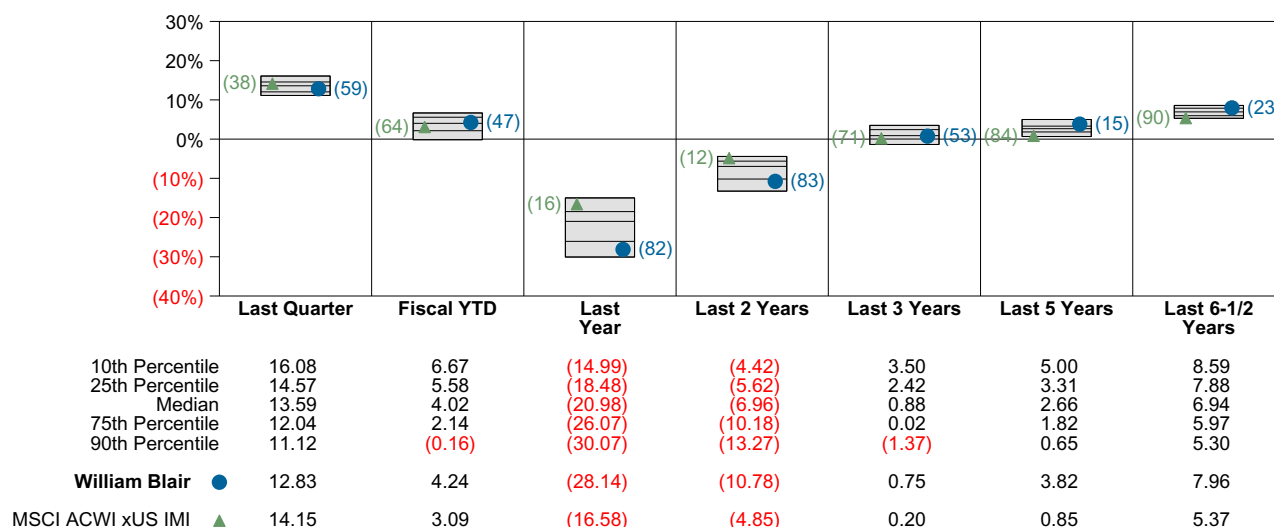 30%
20%
10%
0%
(10%)
(20%)
(30%)
(40%)
(38) (59)
(64) (47)
(16) (82)
(12) (83)
(71) (53)
(84) (15)
(90) (23
Last Quarter Fiscal YTD Last Year Last 2 Years Last 3 Years Last 5 Years Last 6-1/2 Years
10th Percentile 16.08 6.67 (14.99) (4.42) 3.50 5.00 8.59
25th Percentile 14.57 5.58 (18.48) (5.62) 2.42 3.31 7.88
Median 13.59 4.02 (20.98) (6.96) 0.88 2.66 6.94
75th Percentile 12.04 2.14 (26.07) (10.18) 0.02 1.82 5.97
90th Percentile 11.12 (0.16) (30.07) (13.27) (1.37) 0.65 5.30
William Blair 12.83 4.24 (28.14) (10.78) 0.75 3.82 7.96
MSCI ACWI xUS IMI 14.15 3.09 (16.58) (4.85) 0.20 0.85 5.37